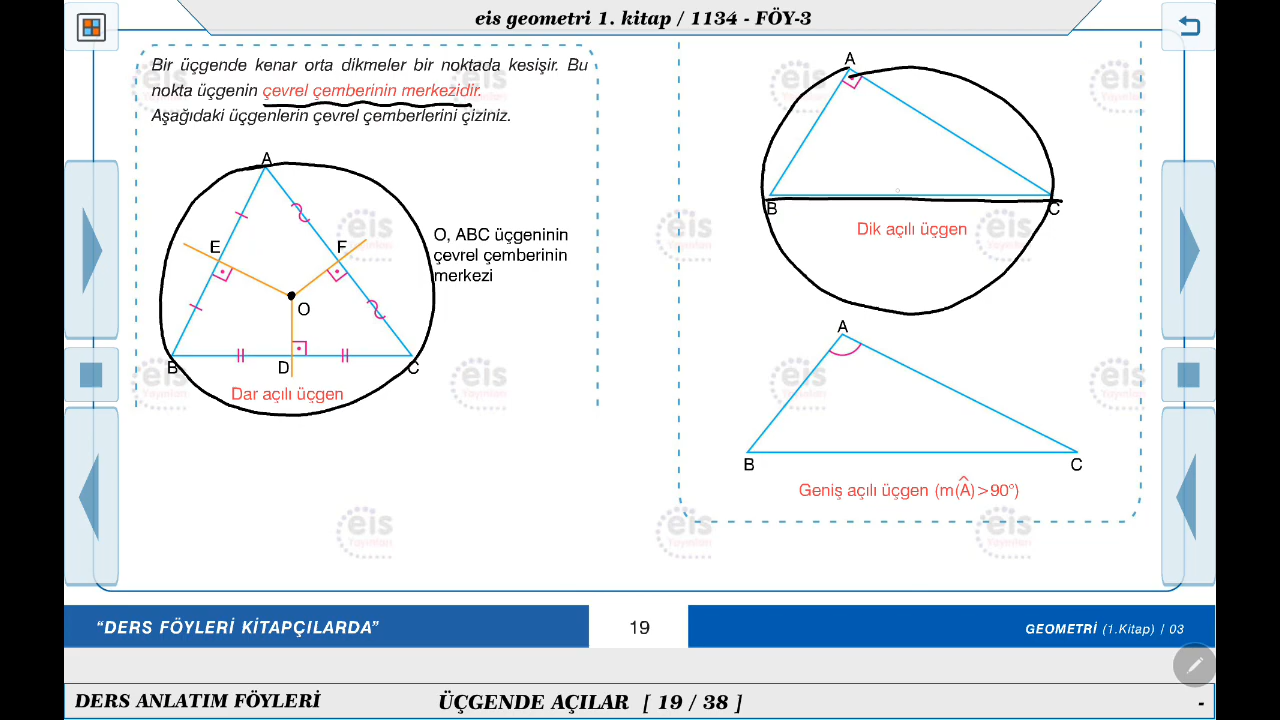 eis geometri 1. kitap / 1134 - FÖY-3
Bir üçgende kenar orta dikmeler bir noktada kesişir. Bu
nokta üçgenin çevrel çemberinin merkezidir.
Aşağıdaki üçgenlerin çevrel çemberlerini çiziniz.
A
E
F
O
B
D
C
Dar açılı üçgen
O, ABC üçgeninin
çevrel çemberinin
merkezi
A
B
C
Dik açılı üçgen
A
B
C
Geniş açılı üçgen (m(Â)>90°)
eis
Yayınları
"DERS FÖYLERİ KİTAPÇILARDA"
19
GEOMETRİ (1.Kitap) / 03
DERS ANLATIM FÖYLERİ
ÜÇGENDE AÇILAR [ 19 / 38 ]
-